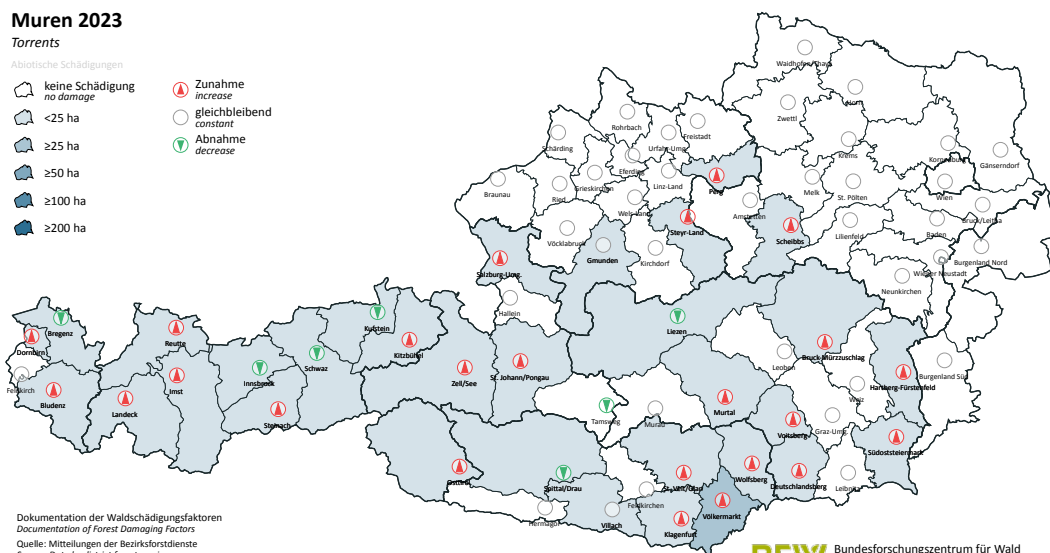 Muren 2023
Torrents
Abiotische Schädigungen
keine Schädigung
no damage
<25 ha
≥25 ha
≥50 ha
≥100 ha
≥200 ha
Zunahme
increase
gleichbleibend
constant
Abnahme
decrease
Waidhofen/Thaya
Horn
Zwettl
Rohrbach
Freistadt
Schärding
Urfahr-Umg.
Krems
Korneuburg
Gänserndorf
Eferding
Grieskirchen
Linz-Land
Perg
Braunau
Ried
Melk
St. Pölten
Wien
Wels-Land
Amstetten
Bruck/Leitha
Steyr-Land
Lilienfeld
Baden
Vöcklabruck
Scheibbs
Gmunden
Kirchdorf
Burgenland Nord
Salzburg-Umg.
Wiener Neustadt
Neunkirchen
Hallein
Bregenz
Kufstein
Liezen
Reutte
Dornbirn
Kitzbühel
Bruck-Mürzzuschlag
Leoben
Feldkirch
Innsbruck
Schwaz
Zell/See
St. Johann/Pongau
Burgenland Süd
Imst
Hartberg-Fürstenfeld
Bludenz
Landeck
Weiz
Steinach
Tamsweg
Murau
Murtal
Voitsberg
Graz-Umg.
Südoststeiermark
Osttirol
Spittal/Drau
St. Veit/Glan
Wolfsberg
Deutschlandsberg
Leibnitz
Hermagor
Villach
Feldkirchen
Klagenfurt
Völkermarkt
Dokumentation der Waldschädigungsfaktoren
Documentation of Forest Damaging Factors
Quelle: Mitteilungen der Bezirksforstdienste
BFW
Bundesforschungszentrum für Wald